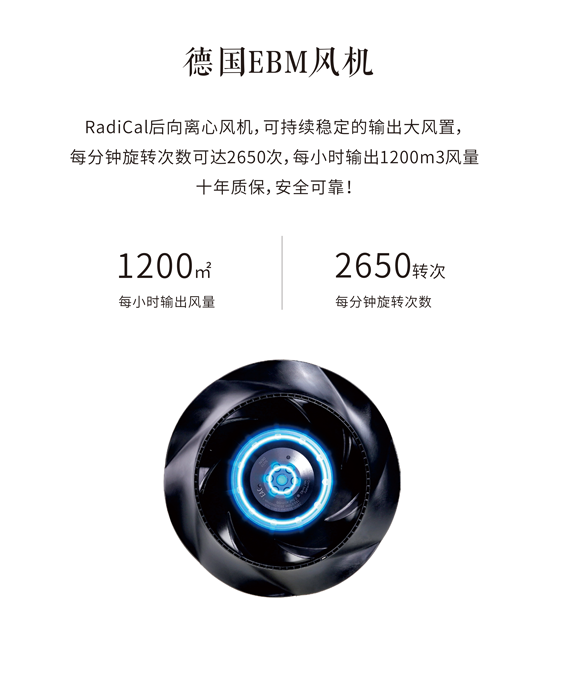 德国EBM风机
RadiCal后向离心风机，可持续稳定的输出大风置，
每分钟旋转次数可达2650次，每小时输出1200m3风量
十年质保，安全可靠！
1200㎡
2650转次
每小时输出风量
每分钟旋转次数